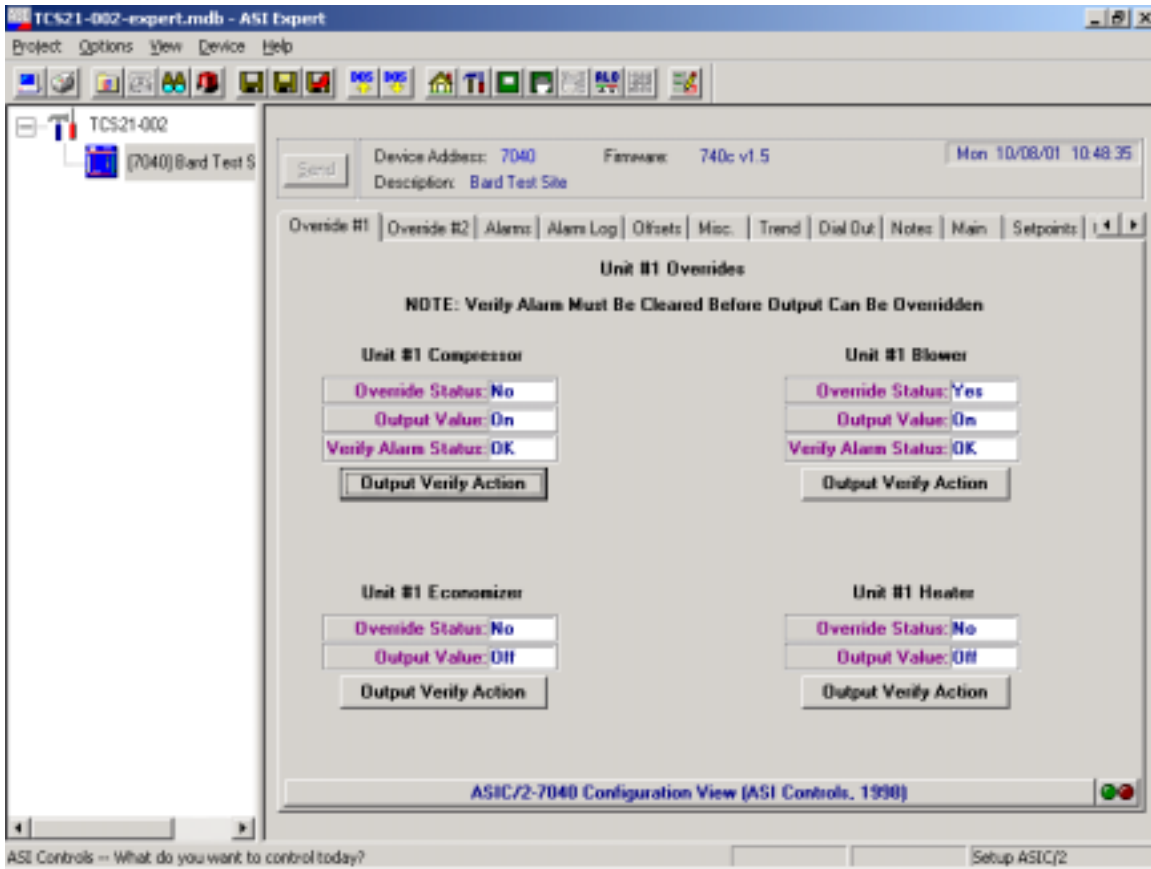 TCS21-002-expert.mdb - ASI Expert
Project Options View Device Help
DOS DOS
TCS21-002
(7040) Bard Test S
Send
Device Address: 7040 Firmware: 740c v1.5 Mon 10/08/01 10:48:35
Description: Bard Test Site
Override #1 Override #2 Alarms Alarm Log Offsets Misc. Trend Dial Out Notes Main Setpoints
Unit #1 Overrides
NOTE: Verify Alarm Must Be Cleared Before Output Can Be Overridden
Unit #1 Compressor
Override Status: No
Output Value: On
Verify Alarm Status: OK
Output Verify Action
Unit #1 Blower
Override Status: Yes
Output Value: On
Verify Alarm Status: OK
Output Verify Action
Unit #1 Economizer
Override Status: No
Output Value: Off
Output Verify Action
Unit #1 Heater
Override Status: No
Output Value: Off
Output Verify Action
ASIC/2-7040 Configuration View (ASI Controls, 1998)
ASI Controls -- What do you want to control today?
Setup ASIC/2